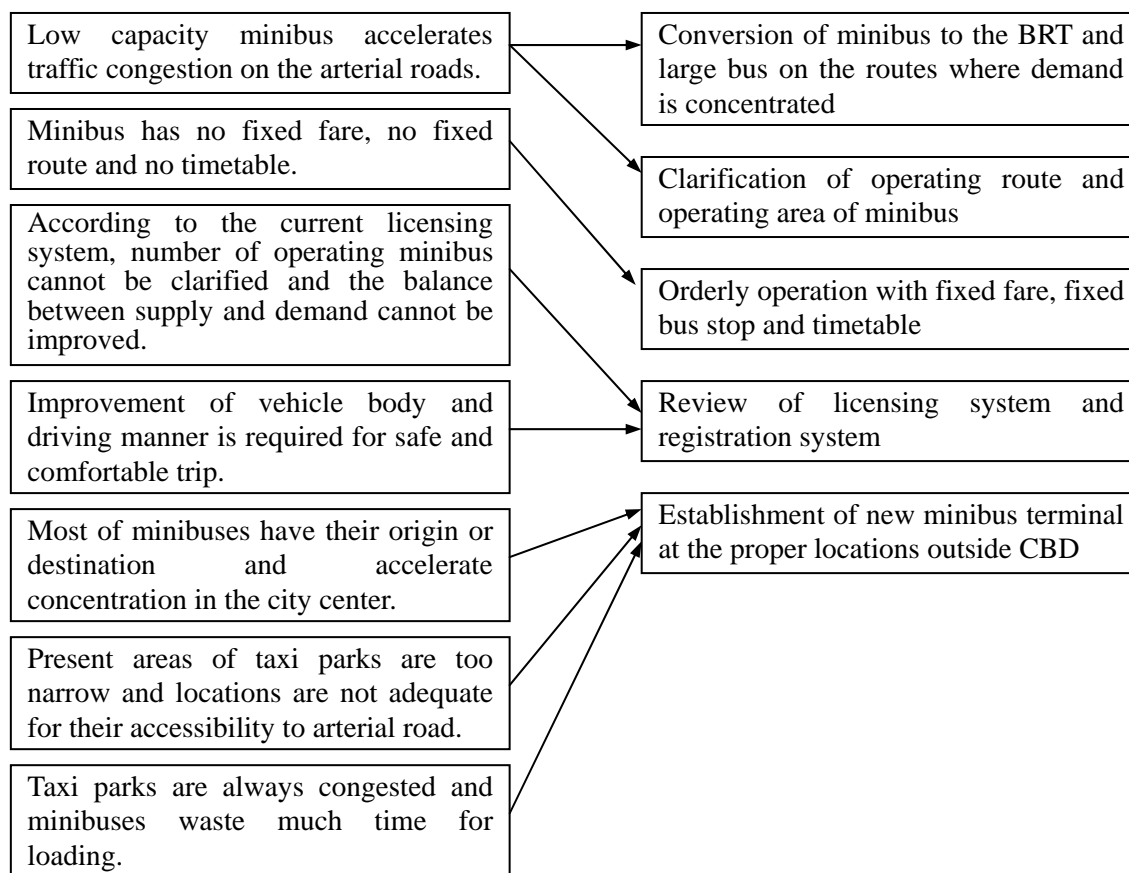 Low capacity minibus accelerates
traffic congestion on the arterial roads.
Minibus has no fixed fare, no fixed
route and no timetable.
According to the current licensing
system, number of operating minibus
cannot be clarified and the balance
between supply and demand cannot be
improved.
Improvement of vehicle body and
driving manner is required for safe and
comfortable trip.
Most of minibuses have their origin or
destination and accelerate
concentration in the city center.
Present areas of taxi parks are too
narrow and locations are not adequate
for their accessibility to arterial road.
Taxi parks are always congested and
minibuses waste much time for
loading.
Conversion of minibus to the BRT and
large bus on the routes where demand
is concentrated
Clarification of operating route and
operating area of minibus
Orderly operation with fixed fare, fixed
bus stop and timetable
Review of licensing system and
registration system
Establishment of new minibus terminal
at the proper locations outside CBD